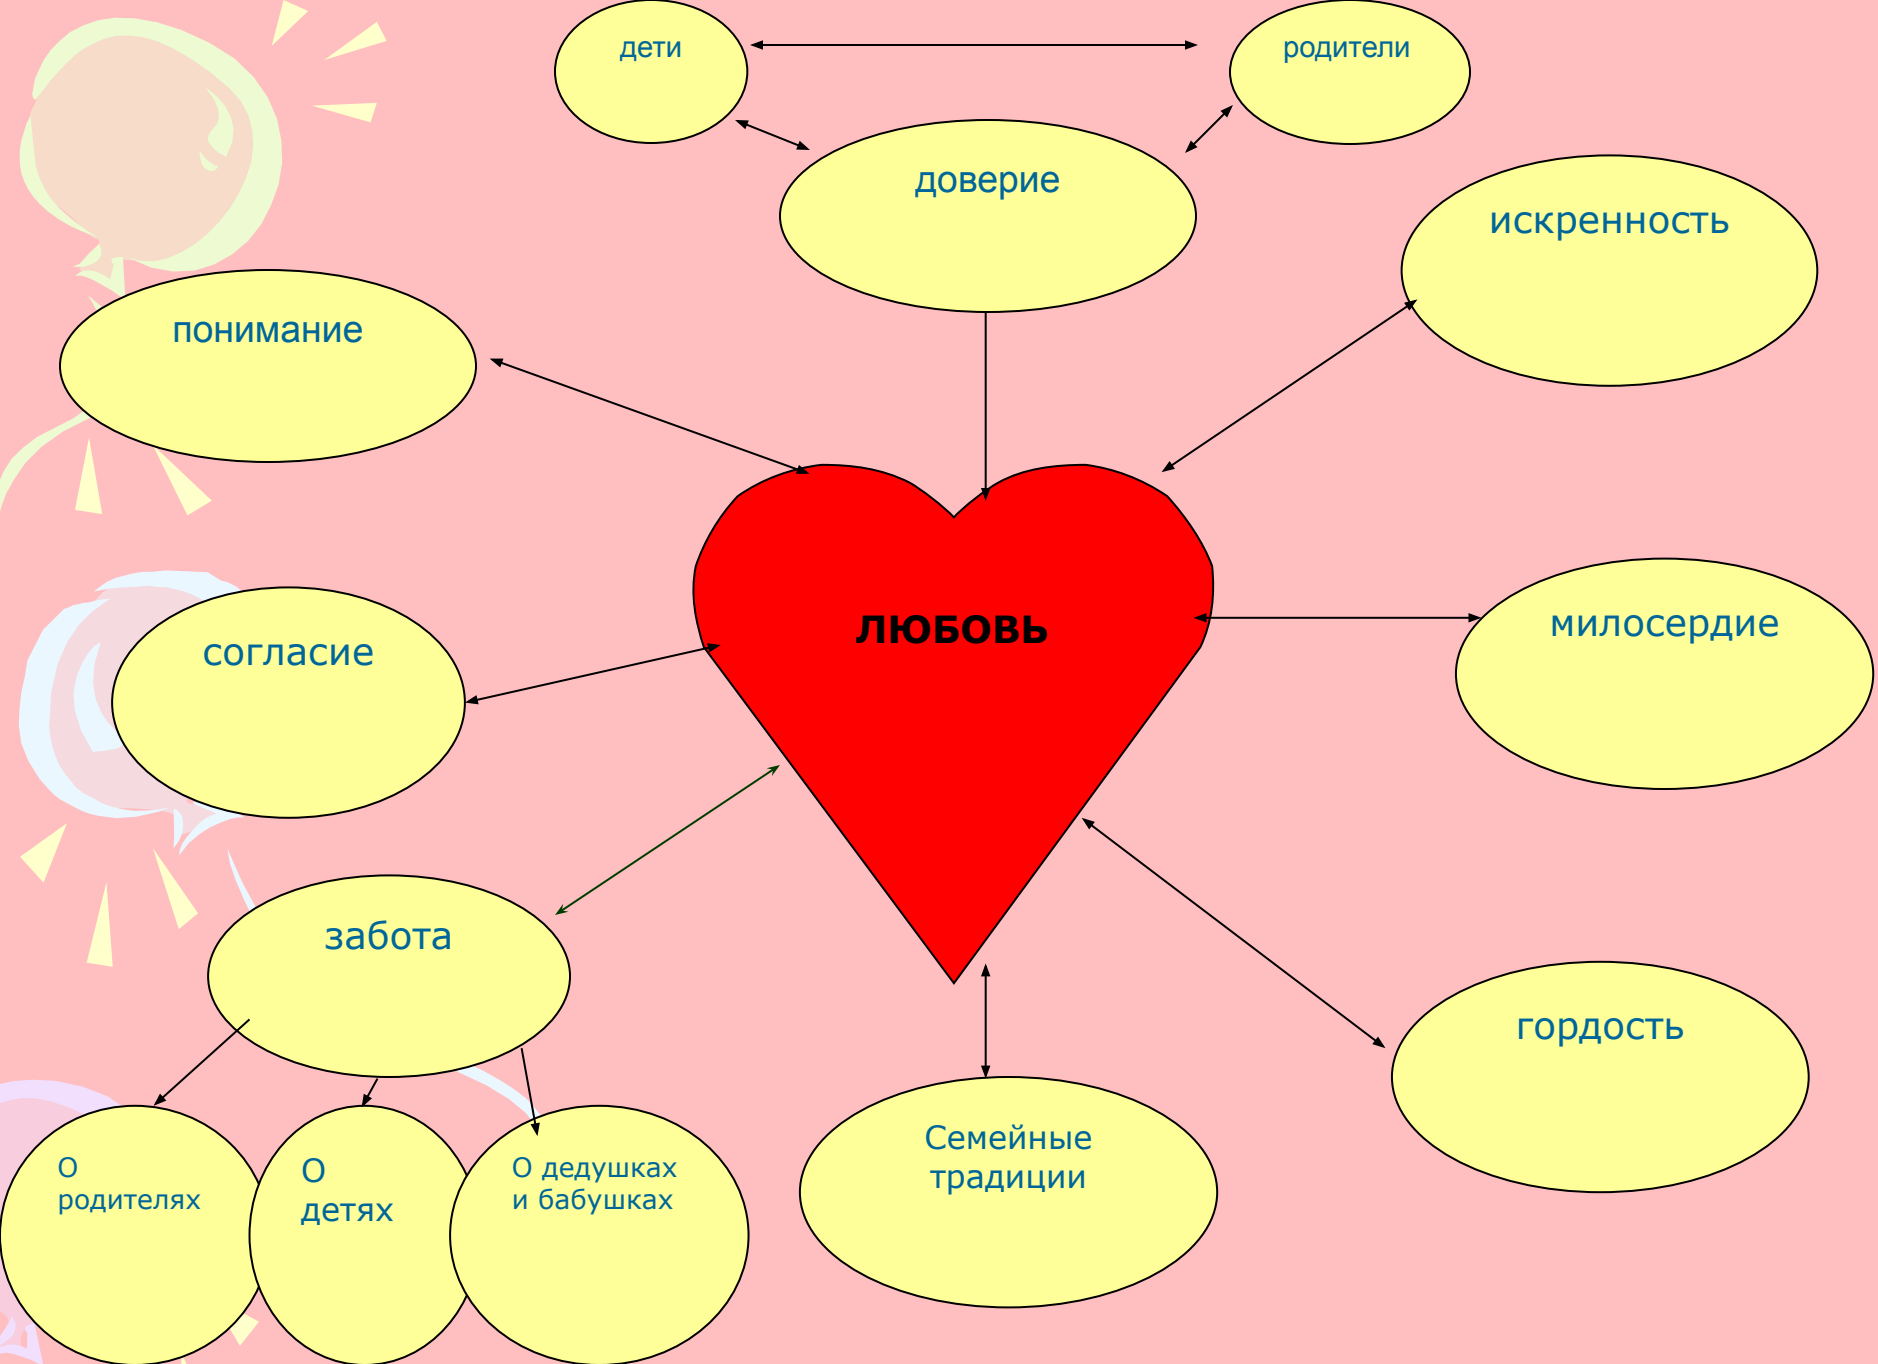 дети
родители
доверие
искренность
понимание
ЛЮБОВЬ
милосердие
согласие
забота
гордость
Семейные
традиции
О
родителях
О
детях
О дедушках
и бабушках